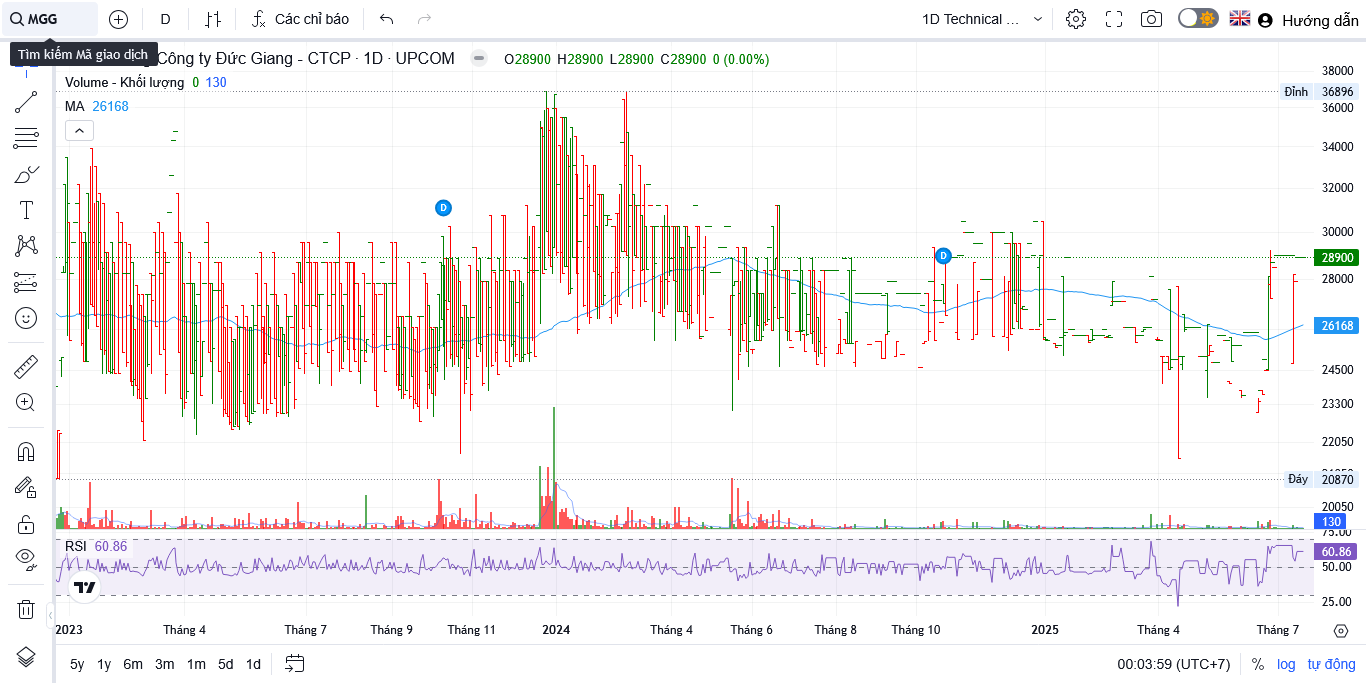 MGG D Các chỉ báo 1D Technical ... Hướng dẫn
Tìm kiếm Mã giao dịch
Công ty Đức Giang - CTCP · 1D · UPCOM O28900 H28900 L28900 C28900 0 (0.00%)
Volume - Khối lượng 0 130
MA 26168
38000
Đỉnh 36896
36000
34000
32000
30000
28900
28000
26168
24500
23300
22050
Đáy 20870
20050
130
75.00
RSI 60.86
60.86
50.00
25.00
2023 Tháng 4 Tháng 7 Tháng 9 Tháng 11 2024 Tháng 4 Tháng 6 Tháng 8 Tháng 10 2025 Tháng 4 Tháng 7
5y 1y 6m 3m 1m 5d 1d 00:03:59 (UTC+7) % log tự động
D
D